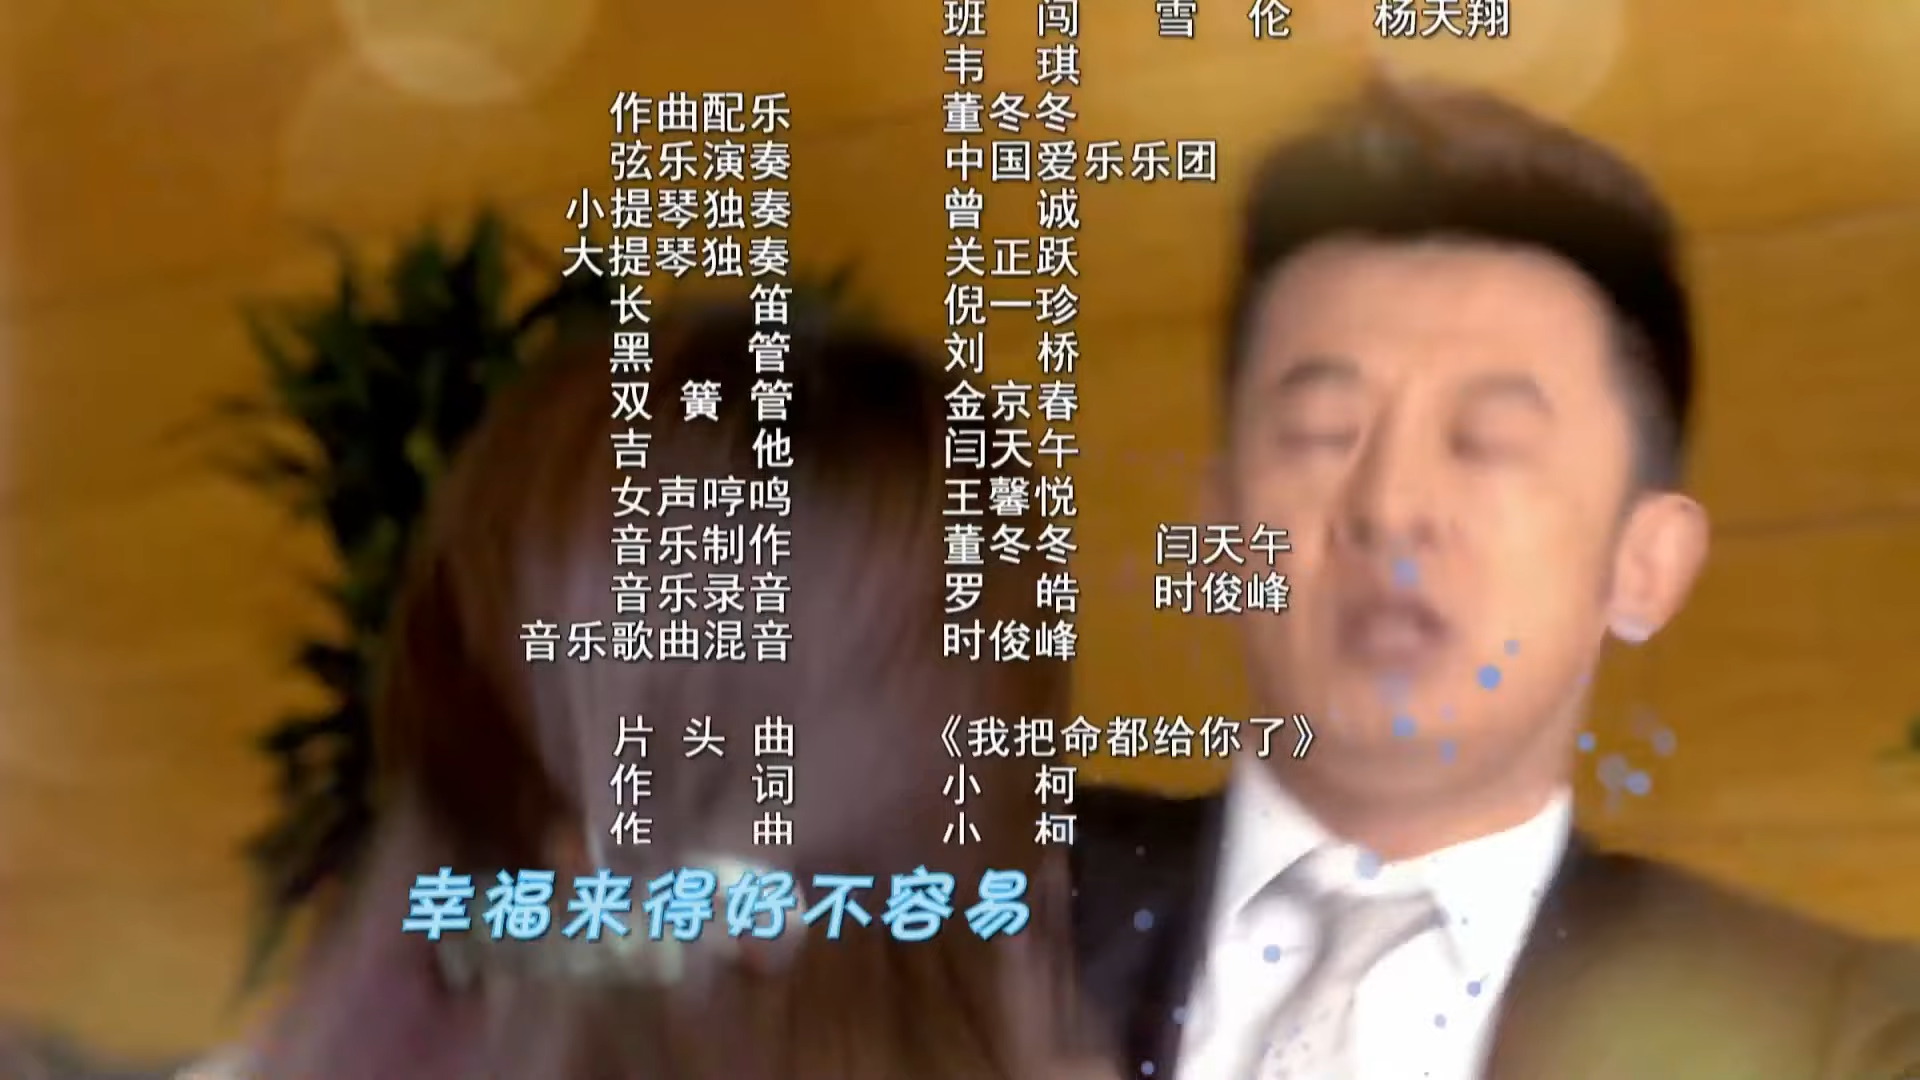 班闯 雪伦 杨天翔
韦琪
作曲配乐 董冬冬
弦乐演奏 中国爱乐乐团
小提琴独奏 曾诚
大提琴独奏 关正跃
长笛 倪一珍
黑管 刘桥
双簧管 金京春
吉他 闫天午
女声哼鸣 王馨悦
音乐制作 董冬冬 闫天午
音乐录音 罗皓 时俊峰
音乐歌曲混音 时俊峰
片头曲 《我把命都给你了》
作词 小柯
作曲 小柯
幸福来得好不容易